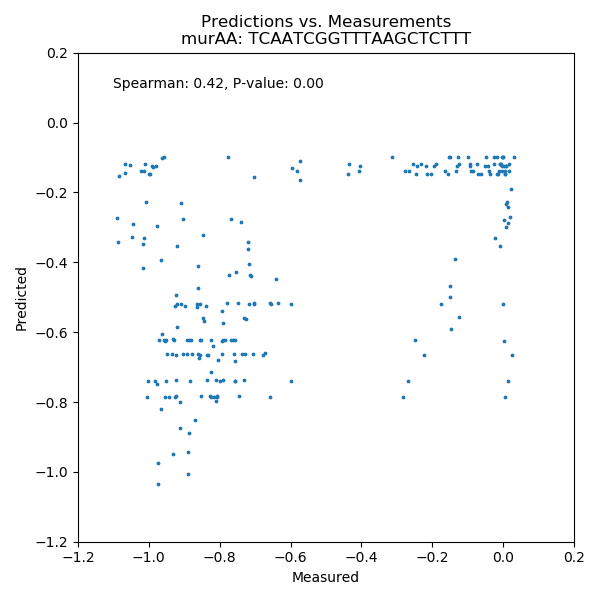 Predictions vs. Measurements
murAA: TCAATCGGTTTAAGCTCTTT
Spearman: 0.42, P-value: 0.00
0.2
0.0
−0.2
−0.4
−0.6
−0.8
−1.0
−1.2
Predicted
−1.2 −1.0 −0.8 −0.6 −0.4 −0.2 0.0 0.2
Measured